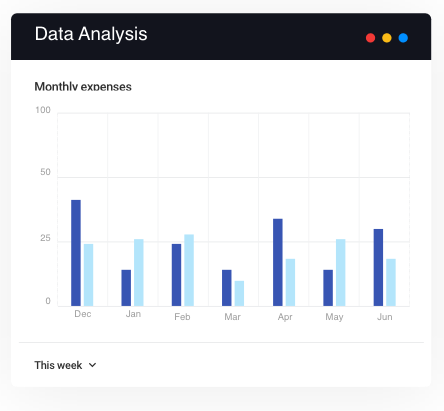 Data Analysis
Monthly expenses
100
50
25
0
Dec Jan Feb Mar Apr May Jun
This week